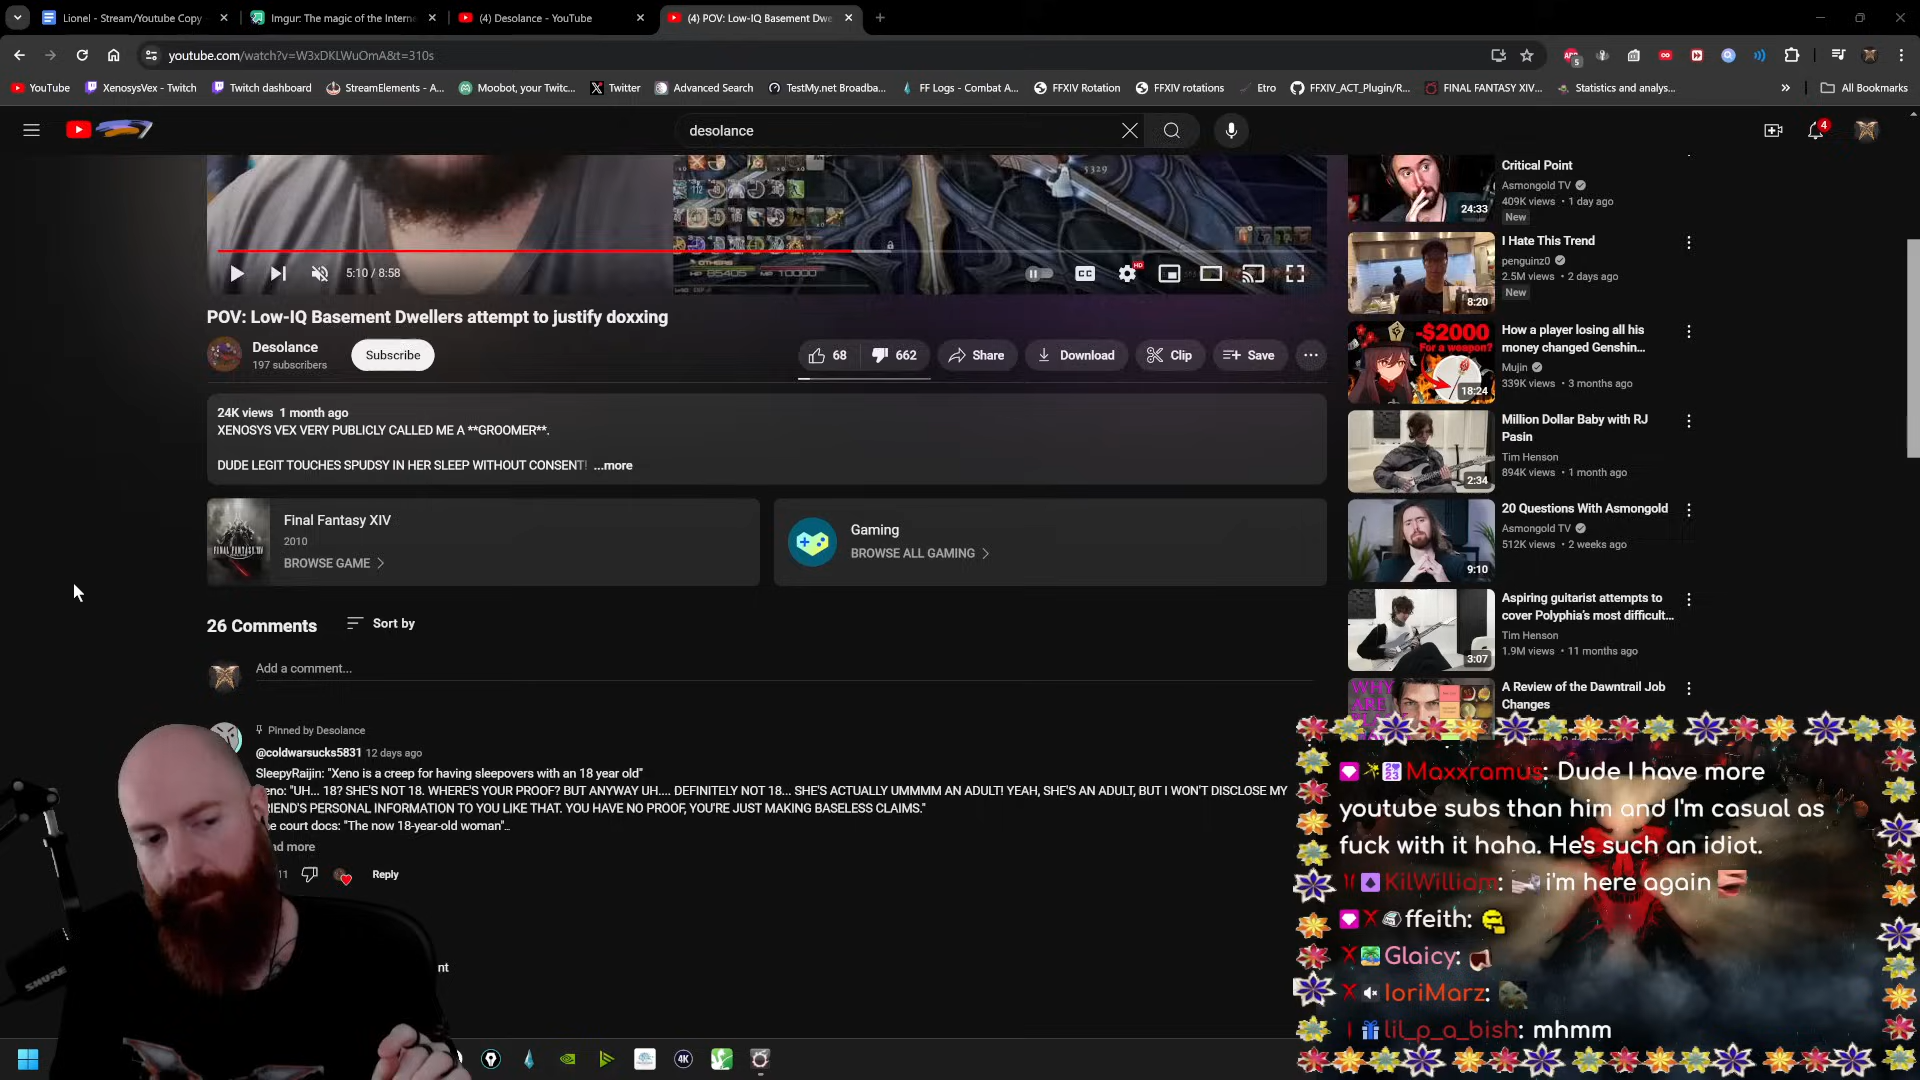 Lionel - Stream/Youtube Copy
Imgur: The magic of the Interne
(4) Desolance - YouTube
(4) POV: Low-IQ Basement Dwe
youtube.com/watch?v=W3xDKLWuOmA&t=310s
YouTube
XenosysVex - Twitch
Twitch dashboard
StreamElements - A...
Moobot, your Twitc...
Twitter
Advanced Search
TestMy.net Broadba...
FF Logs - Combat A...
FFXIV Rotation
FFXIV rotations
Etro
FFXIV_ACT_Plugin/R...
FINAL FANTASY XIV...
Statistics and analys...
All Bookmarks
desolance
4
5:10 / 8:58
POV: Low-IQ Basement Dwellers attempt to justify doxxing
Desolance
197 subscribers
Subscribe
68
662
Share
Download
Clip
Save
24K views 1 month ago
XENOSYS VEX VERY PUBLICLY CALLED ME A **GROOMER**.
DUDE LEGIT TOUCHES SPUDSY IN HER SLEEP WITHOUT CONSENT! ...more
Final Fantasy XIV
2010
BROWSE GAME
Gaming
BROWSE ALL GAMING
26 Comments
Sort by
Add a comment...
Pinned by Desolance
@coldwarsucks5831 12 days ago
SleepyRaijin: "Xeno is a creep for having sleepovers with an 18 year old"
eno: "UH... 18? SHE'S NOT 18. WHERE'S YOUR PROOF? BUT ANYWAY UH.... DEFINITELY NOT 18... SHE'S ACTUALLY UMMMM AN ADULT! YEAH, SHE'S AN ADULT, BUT I WON'T DISCLOSE MY
RIEND'S PERSONAL INFORMATION TO YOU LIKE THAT. YOU HAVE NO PROOF, YOU'RE JUST MAKING BASELESS CLAIMS."
e court docs: "The now 18-year-old woman"...
ad more
11
Reply
nt
Critical Point
Asmongold TV
409K views • 1 day ago
New
24:33
I Hate This Trend
penguinz0
2.5M views • 2 days ago
New
8:20
-$2000
For a weapon?
18:24
How a player losing all his
money changed Genshin...
Mujin
339K views • 3 months ago
Million Dollar Baby with RJ
Pasin
Tim Henson
894K views • 1 month ago
2:34
20 Questions With Asmongold
Asmongold TV
512K views • 2 weeks ago
9:10
Aspiring guitarist attempts to
cover Polyphia's most difficult...
Tim Henson
1.9M views • 11 months ago
3:07
A Review of the Dawntrail Job
Changes
WHY
ARE
Maxxramus: Dude I have more
youtube subs than him and I'm casual as
fuck with it haha. He's such an idiot.
KilWilliam: i'm here again
ffeith:
Glaicy:
IoriMarz:
lil_p_a_bish: mhmm
SHURE
4K